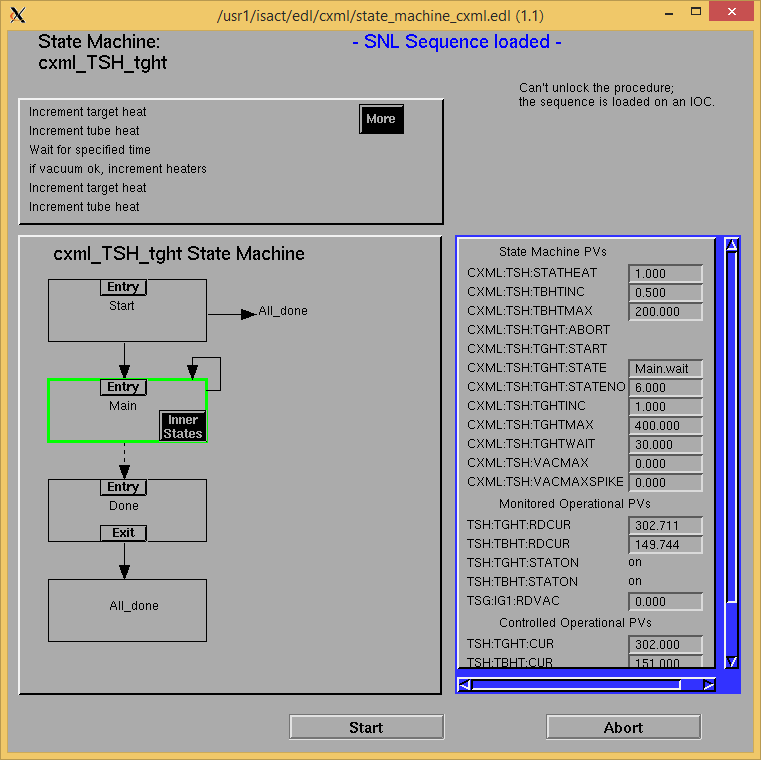 /usr1/isact/edl/cxml/state_machine_cxml.edl (1.1)
State Machine:
- SNL Sequence loaded -
cxml_TSH_tght
Can't unlock the procedure;
the sequence is loaded on an IOC.
Increment target heat
More
Increment tube heat
Wait for specified time
if vacuum ok, increment heaters
Increment target heat
Increment tube heat
cxml_TSH_tght State Machine
Entry
Start
All_done
Entry
Main
Inner
States
Entry
Done
Exit
All_done
State Machine PVs
CXML:TSH:STATHEAT 1.000
CXML:TSH:TBHTINC 0.500
CXML:TSH:TBHTMAX 200.000
CXML:TSH:TGHT:ABORT
CXML:TSH:TGHT:START
CXML:TSH:TGHT:STATE Main.wait
CXML:TSH:TGHT:STATENO 6.000
CXML:TSH:TGHTINC 1.000
CXML:TSH:TGHTMAX 400.000
CXML:TSH:TGHTWAIT 30.000
CXML:TSH:VACMAX 0.000
CXML:TSH:VACMAXSPIKE 0.000
Monitored Operational PVs
TSH:TGHT:RDCUR 302.711
TSH:TBHT:RDCUR 149.744
TSH:TGHT:STATON on
TSH:TBHT:STATON on
TSG:IG1:RDVAC 0.000
Controlled Operational PVs
TSH:TGHT:CUR 302.000
TSH:TBHT:CUR 151.000
Start
Abort